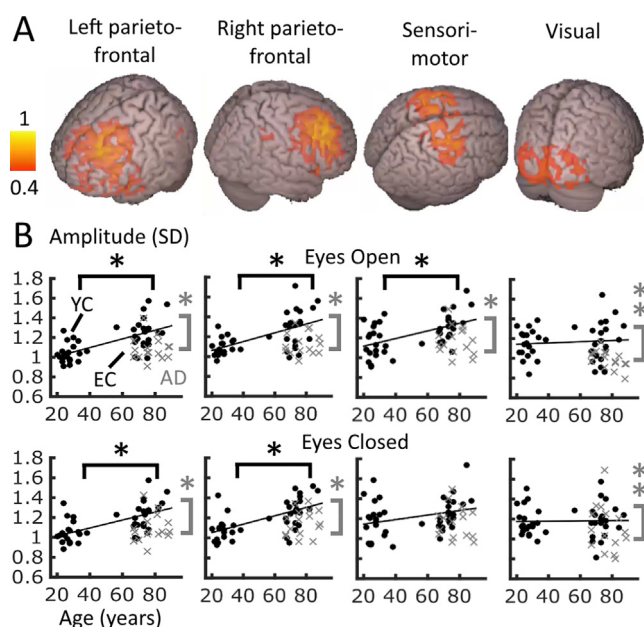 A
Left parieto-
frontal
Right parieto-
frontal
Sensori-
motor
Visual
1
0.4
B
Amplitude (SD)
Eyes Open
* * *
1.8
1.6
1.4
1.2
1
0.8
0.6
YC
EC
AD
* * * * *
20 40 60 80
20 40 60 80
20 40 60 80
20 40 60 80
Eyes Closed
* *
1.8
1.6
1.4
1.2
1
0.8
0.6
* * * *
20 40 60 80
20 40 60 80
20 40 60 80
20 40 60 80
Age (years)